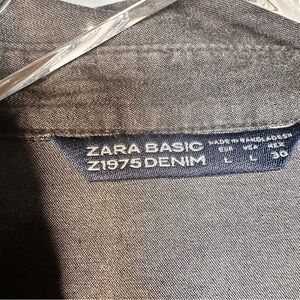 ZARA BASIC
Z1975 DENIM
MADE IN BANGLADESH
EUR USA MEX
L L 30